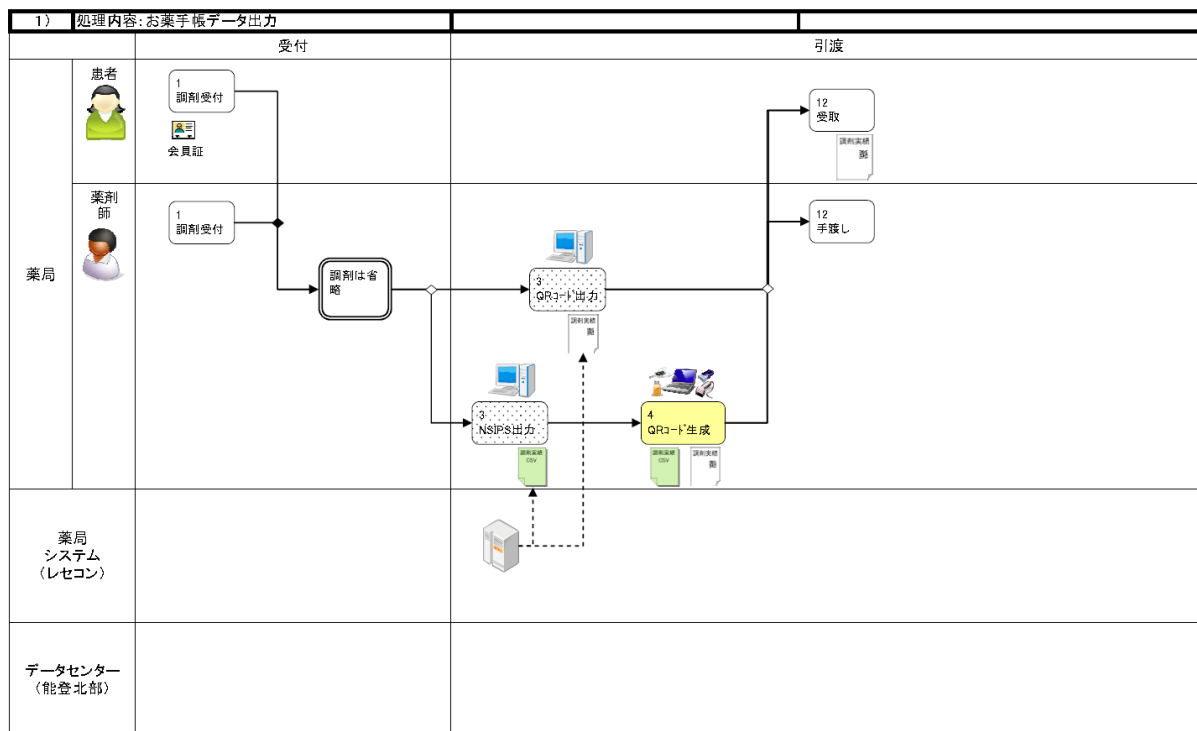 1） 処理内容：お薬手帳データ出力
受付 引渡
薬局
患者
1
調剤受付
会員証
12
受取
調剤実績
薬剤
師
1
調剤受付
調剤は省
略
3
QRｺｰﾄﾞ出力
調剤実績
12
手渡し
3
NSIPS出力
調剤実績
CSV
4
QRｺｰﾄﾞ生成
調剤実績
CSV
調剤実績
薬局
システム
（レセコン）
データセンター
（能登北部）